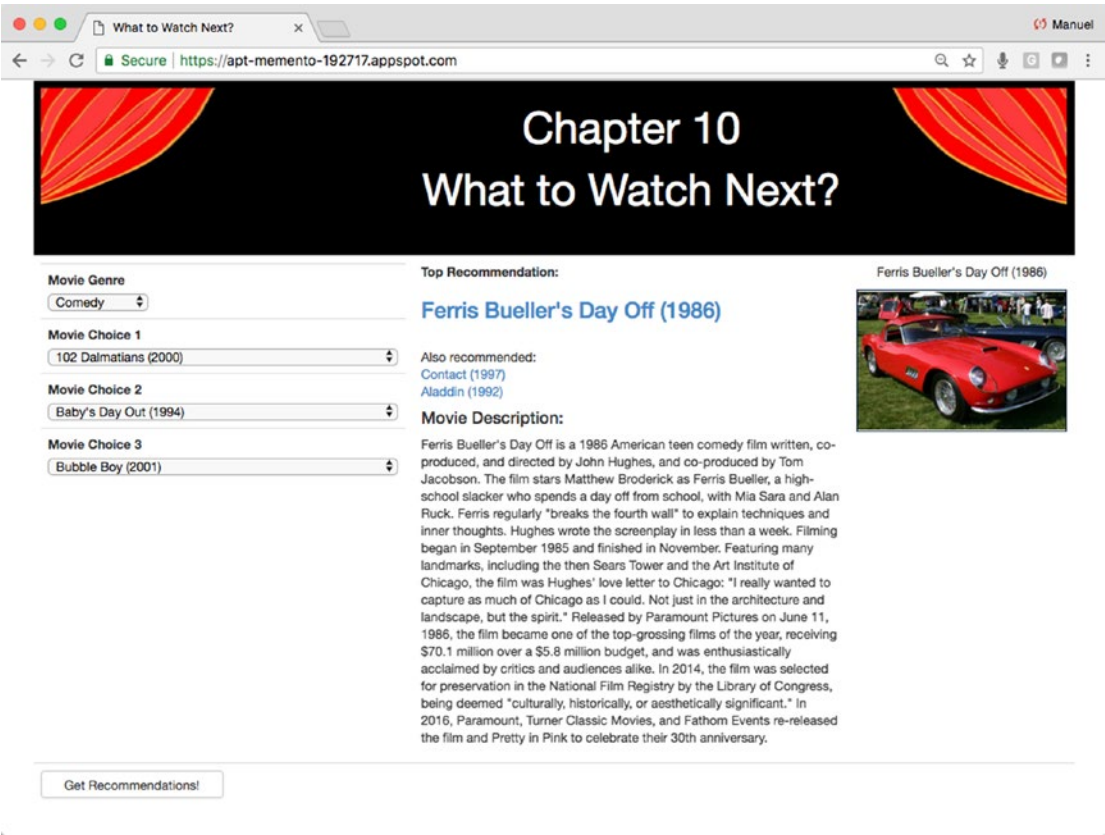 What to Watch Next?
Manuel
Secure | https://apt-memento-192717.appspot.com
Chapter 10
What to Watch Next?
Movie Genre
Comedy
Movie Choice 1
102 Dalmatians (2000)
Movie Choice 2
Baby's Day Out (1994)
Movie Choice 3
Bubble Boy (2001)
Top Recommendation:
Ferris Bueller's Day Off (1986)
Also recommended:
Contact (1997)
Aladdin (1992)
Movie Description:
Ferris Bueller's Day Off is a 1986 American teen comedy film written, co-
produced, and directed by John Hughes, and co-produced by Tom
Jacobson. The film stars Matthew Broderick as Ferris Bueller, a high-
school slacker who spends a day off from school, with Mia Sara and Alan
Ruck. Ferris regularly "breaks the fourth wall" to explain techniques and
inner thoughts. Hughes wrote the screenplay in less than a week. Filming
began in September 1985 and finished in November. Featuring many
landmarks, including the then Sears Tower and the Art Institute of
Chicago, the film was Hughes' love letter to Chicago: "I really wanted to
capture as much of Chicago as I could. Not just in the architecture and
landscape, but the spirit." Released by Paramount Pictures on June 11,
1986, the film became one of the top-grossing films of the year, receiving
$70.1 million over a $5.8 million budget, and was enthusiastically
acclaimed by critics and audiences alike. In 2014, the film was selected
for preservation in the National Film Registry by the Library of Congress,
being deemed "culturally, historically, or aesthetically significant." In
2016, Paramount, Turner Classic Movies, and Fathom Events re-released
the film and Pretty in Pink to celebrate their 30th anniversary.
Ferris Bueller's Day Off (1986)
Get Recommendations!